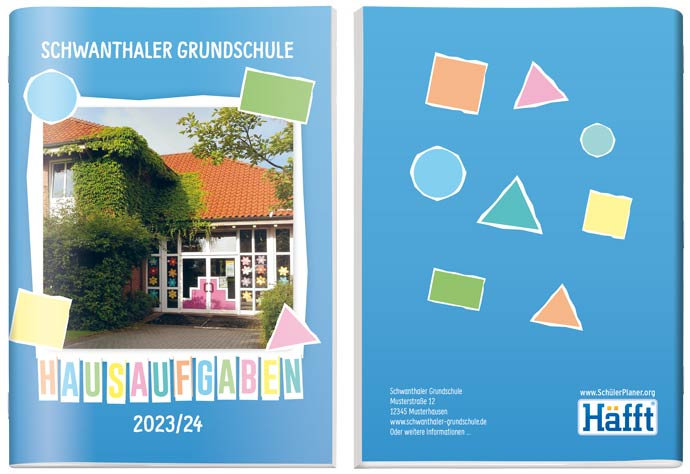 SCHWANTHALER GRUNDSCHULE
HAUSAUFGABEN
2023/24
Schwanthaler Grundschule
Musterstraße 12
12345 Musterhausen
www.schwanthaler-grundschule.de
Oder weitere Informationen ...
www.SchülerPlaner.org
Häfft